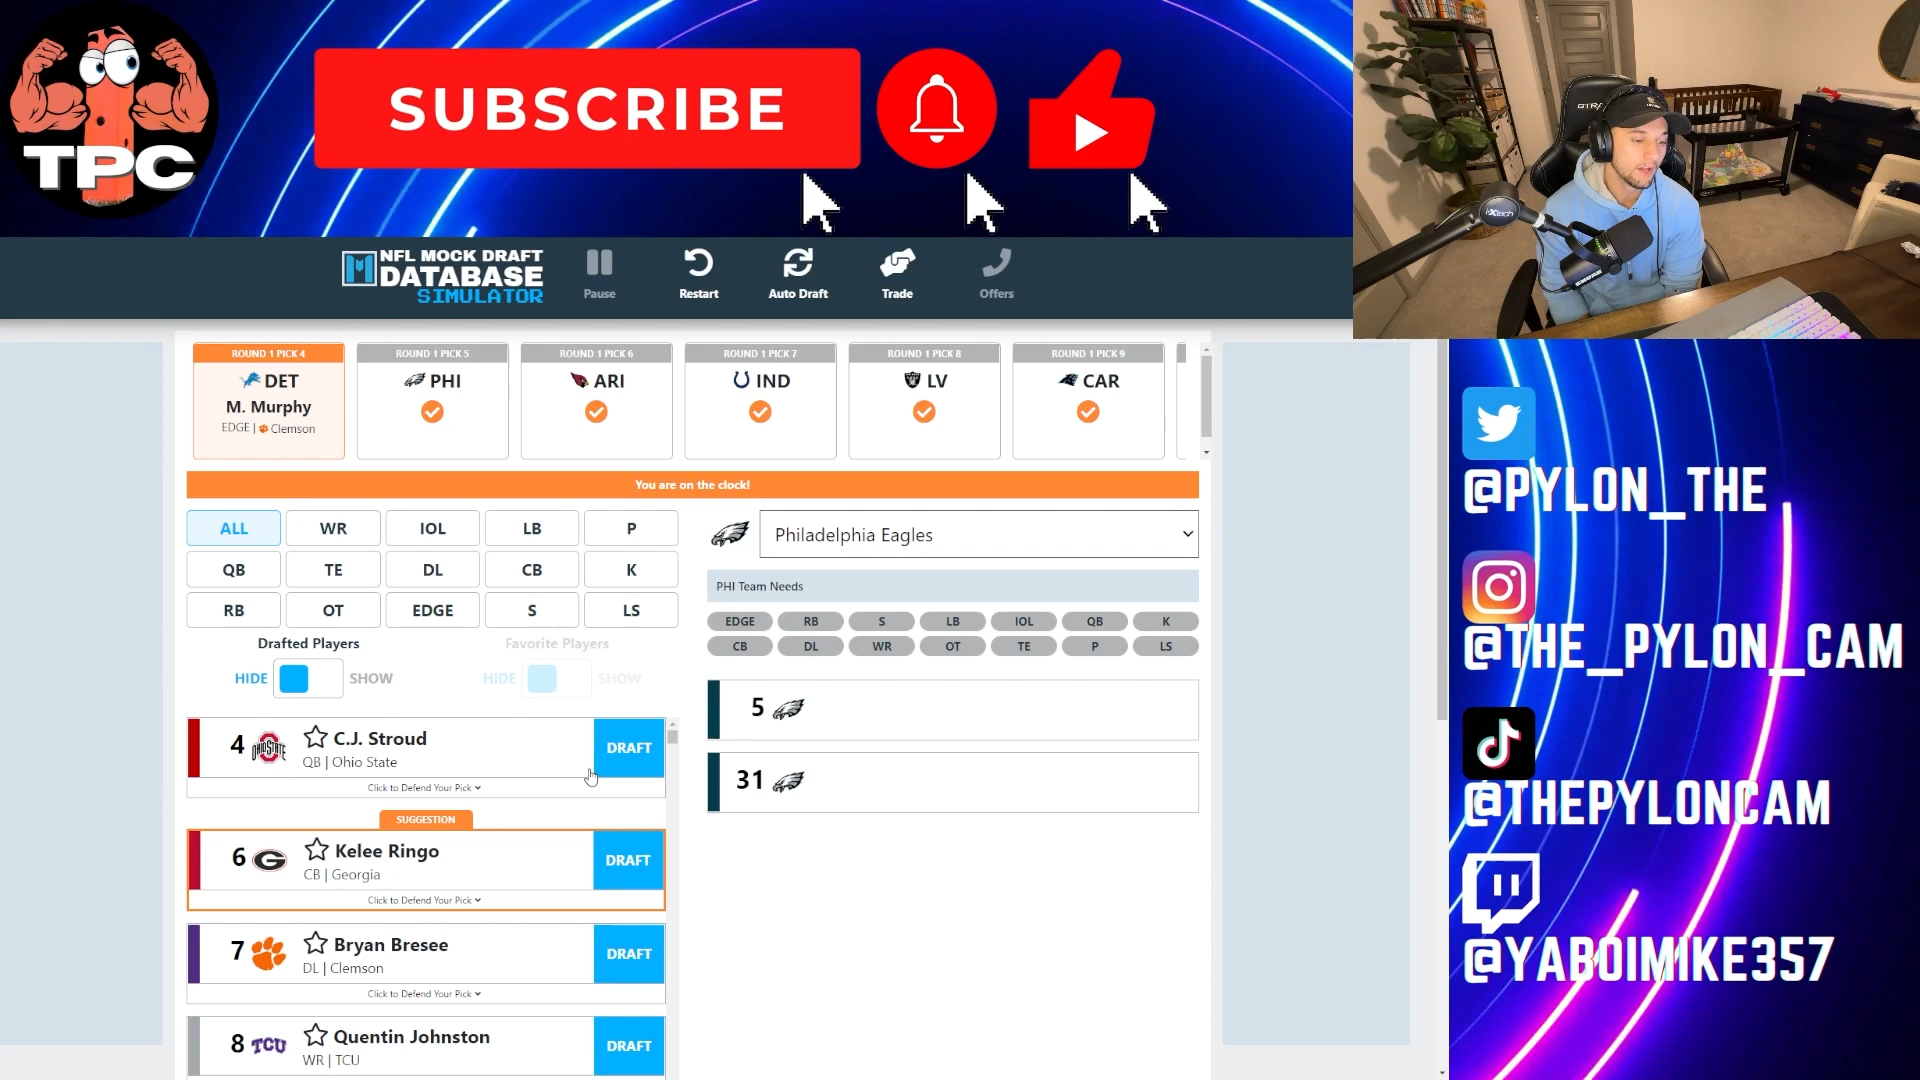 TPC
SUBSCRIBE
NFL MOCK DRAFT
DATABASE
SIMULATOR
Pause
Restart
Auto Draft
Trade
Offers
ROUND 1 PICK 4
DET
M. Murphy
EDGE | Clemson
ROUND 1 PICK 5
PHI
ROUND 1 PICK 6
ARI
ROUND 1 PICK 7
IND
ROUND 1 PICK 8
LV
ROUND 1 PICK 9
CAR
You are on the clock!
ALL WR IOL LB P
QB TE DL CB K
RB OT EDGE S LS
Drafted Players
HIDE SHOW
Favorite Players
HIDE SHOW
4 OHIO STATE C.J. Stroud
QB | Ohio State
DRAFT
Click to Defend Your Pick
SUGGESTION
6 G Kelee Ringo
CB | Georgia
DRAFT
Click to Defend Your Pick
7 Bryan Bresee
DL | Clemson
DRAFT
Click to Defend Your Pick
8 TCU Quentin Johnston
WR | TCU
DRAFT
Philadelphia Eagles
PHI Team Needs
EDGE RB S LB IOL QB K
CB DL WR OT TE P LS
5
31
@PYLON_THE
@THE_PYLON_CAM
@THEPYLONCAM
@YABOIMIKE357